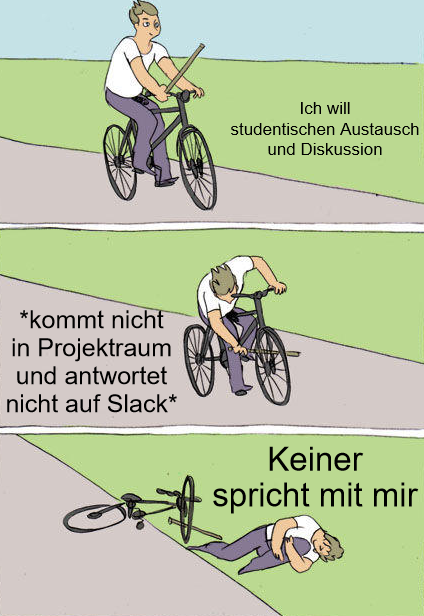 Ich will
studentischen Austausch
und Diskussion
*kommt nicht
in Projektraum
und antwortet
nicht auf Slack*
Keiner
spricht mit mir